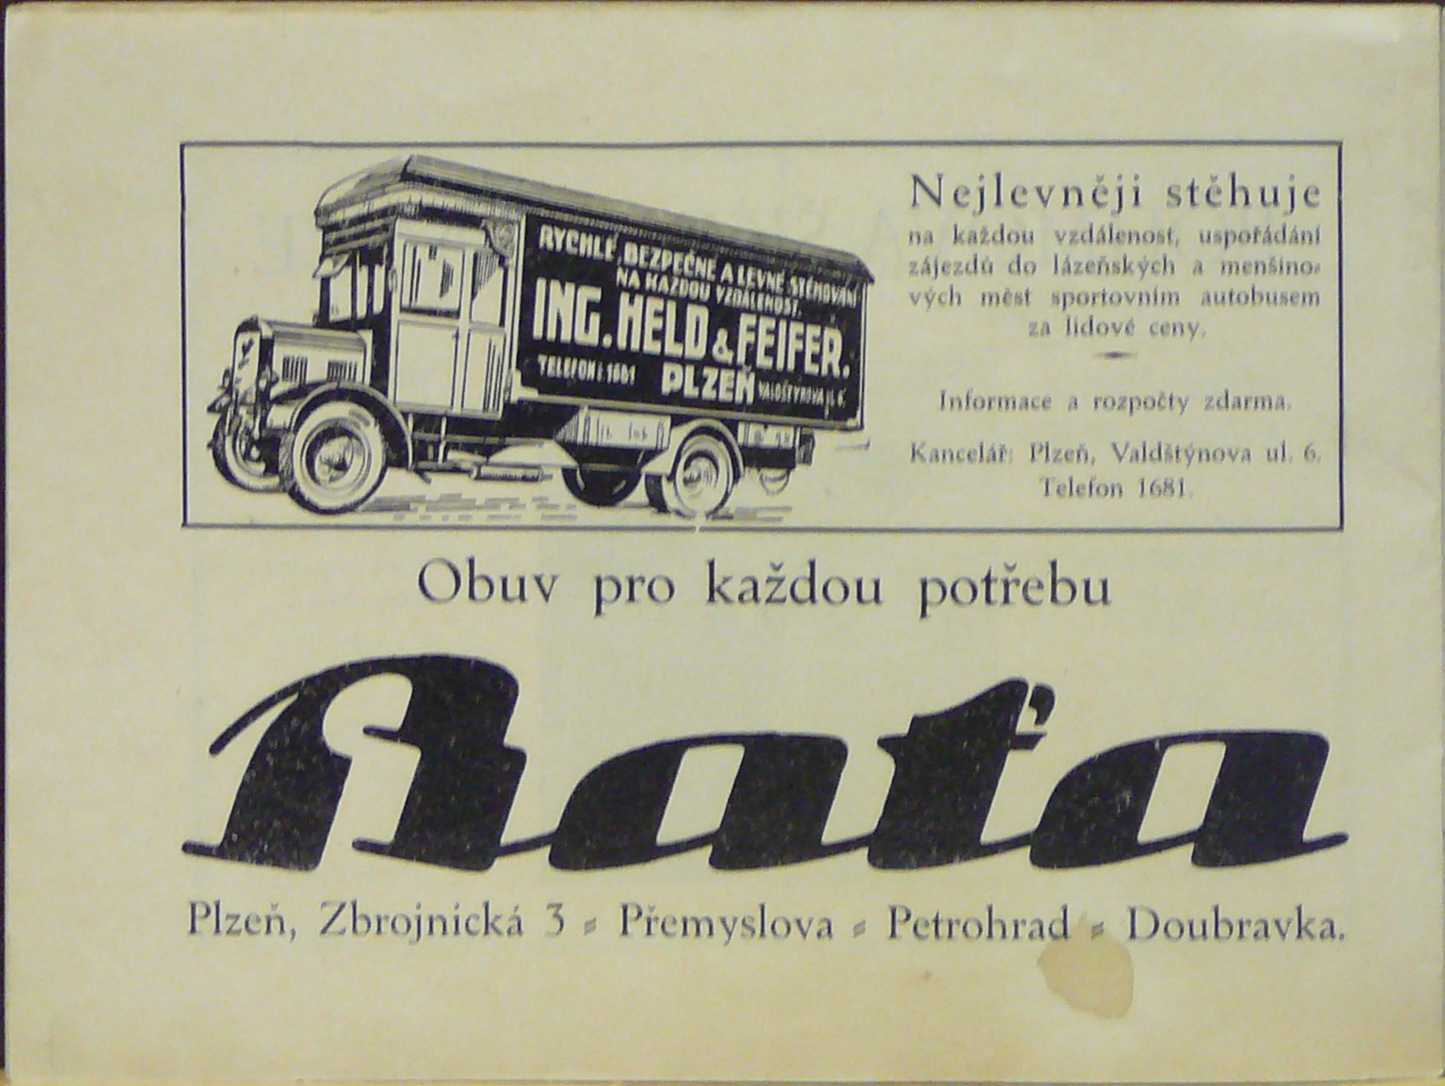 RYCHLÉ, BEZPEČNÉ A LEVNÉ STĚHOVÁNÍ
NA KAŽDOU VZDÁLENOST.
ING. HELD & FEIFER.
TELEFON č. 1681 PLZEŇ VALDŠTÝNOVA UL. 6.
Nejlevněji stěhuje
na každou vzdálenost, uspořádání
zájezdů do lázeňských a menšino-
vých měst sportovním autobusem
za lidové ceny.
Informace a rozpočty zdarma.
Kancelář: Plzeň, Valdštýnova ul. 6.
Telefon 1681.
Obuv pro každou potřebu
Baťa
Plzeň, Zbrojnická 3 - Přemyslova - Petrohrad - Doubravka.